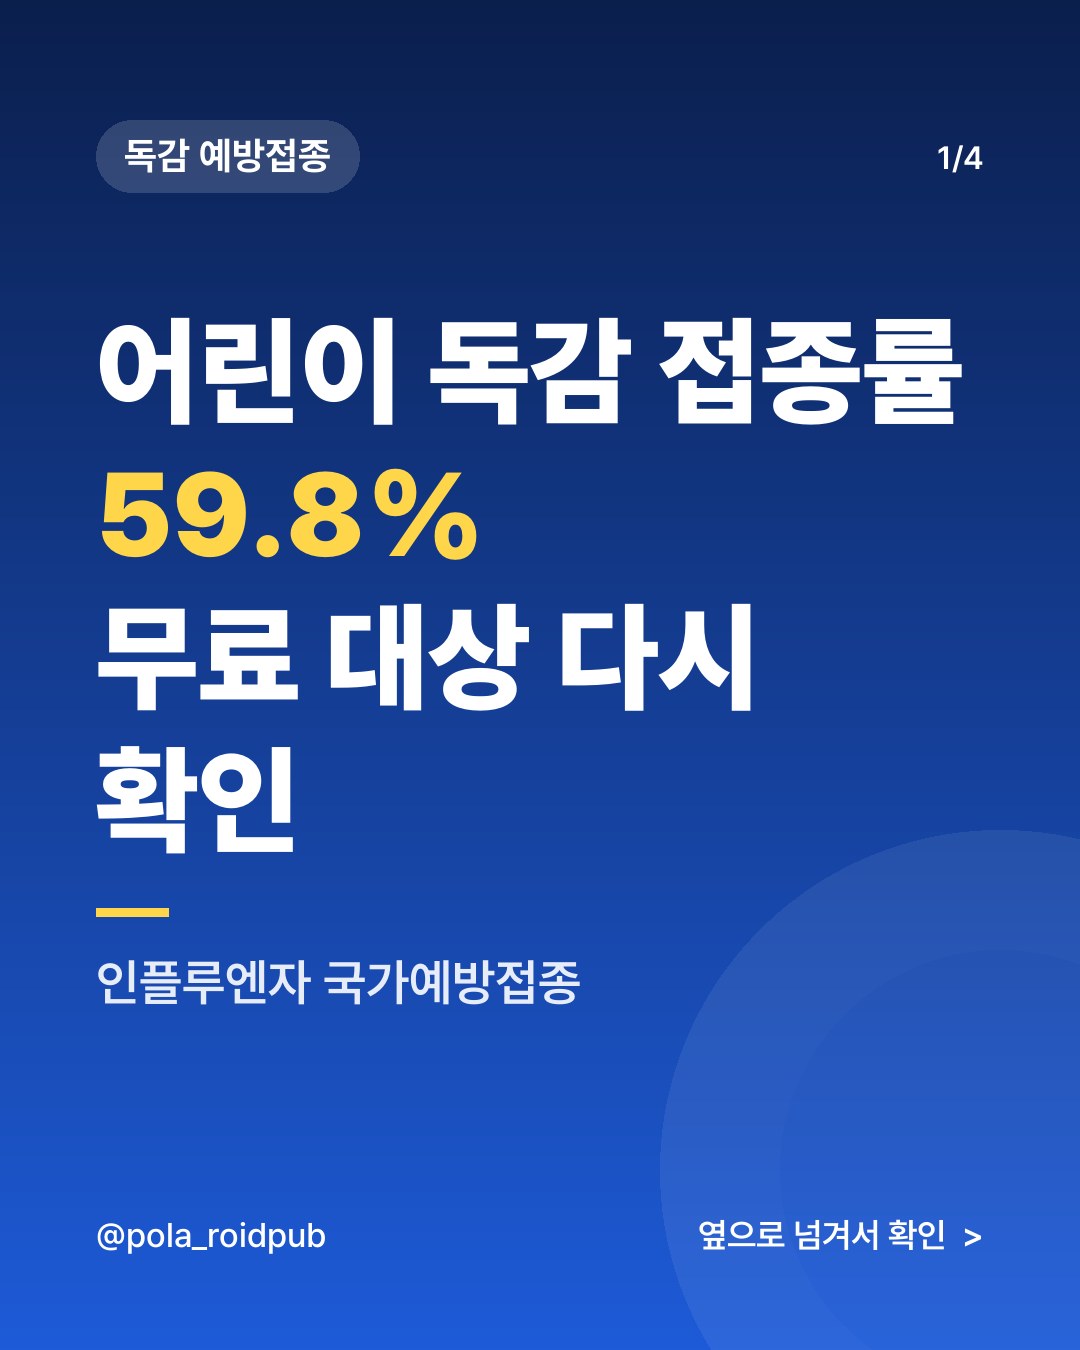 독감 예방접종
1/4
어린이 독감 접종률
59.8%
무료 대상 다시
확인
인플루엔자 국가예방접종
@pola_roidpub
옆으로 넘겨서 확인 >